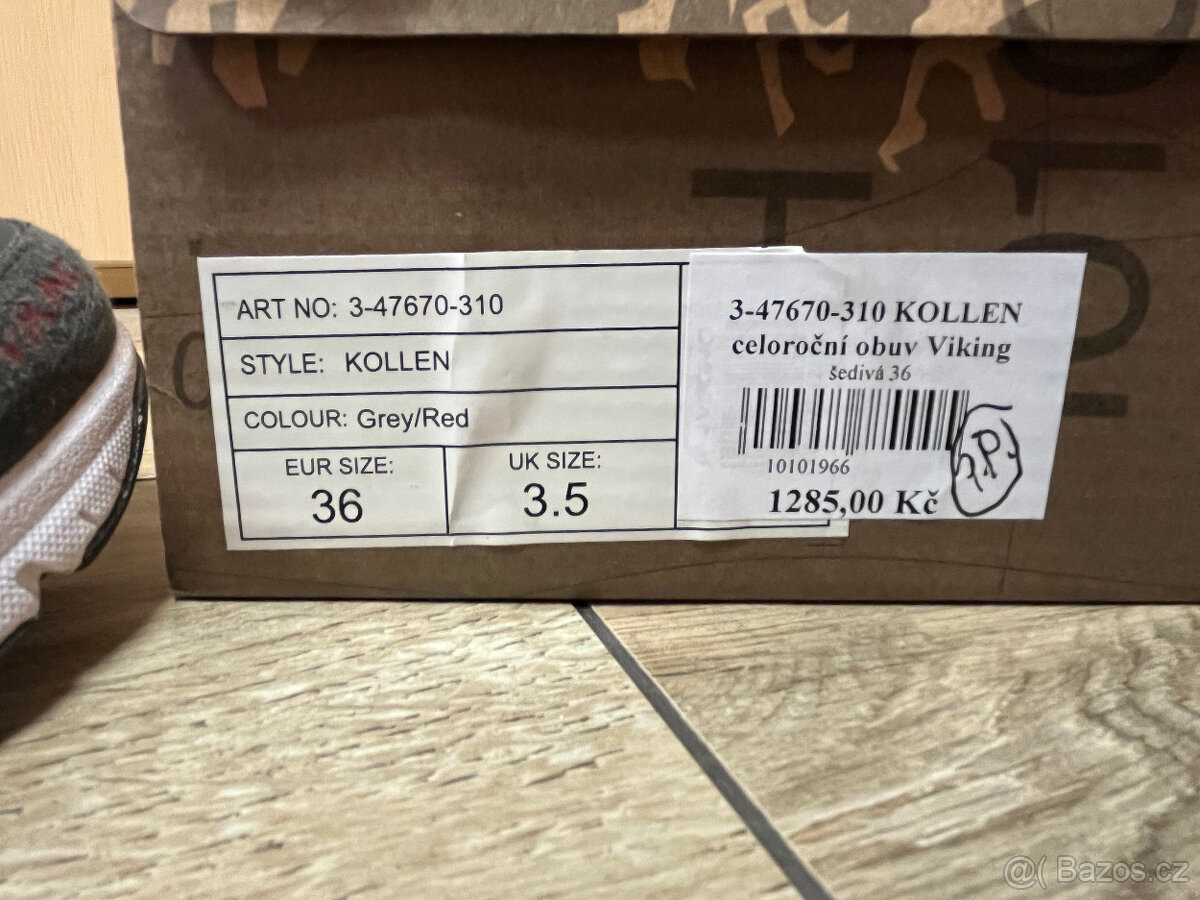 ART NO: 3-47670-310
STYLE: KOLLEN
COLOUR: Grey/Red
EUR SIZE:
36
UK SIZE:
3.5
3-47670-310 KOLLEN
celoroční obuv Viking
šedivá 36
10101966
1285,00 Kč
VIKING
@( Bazos.cz